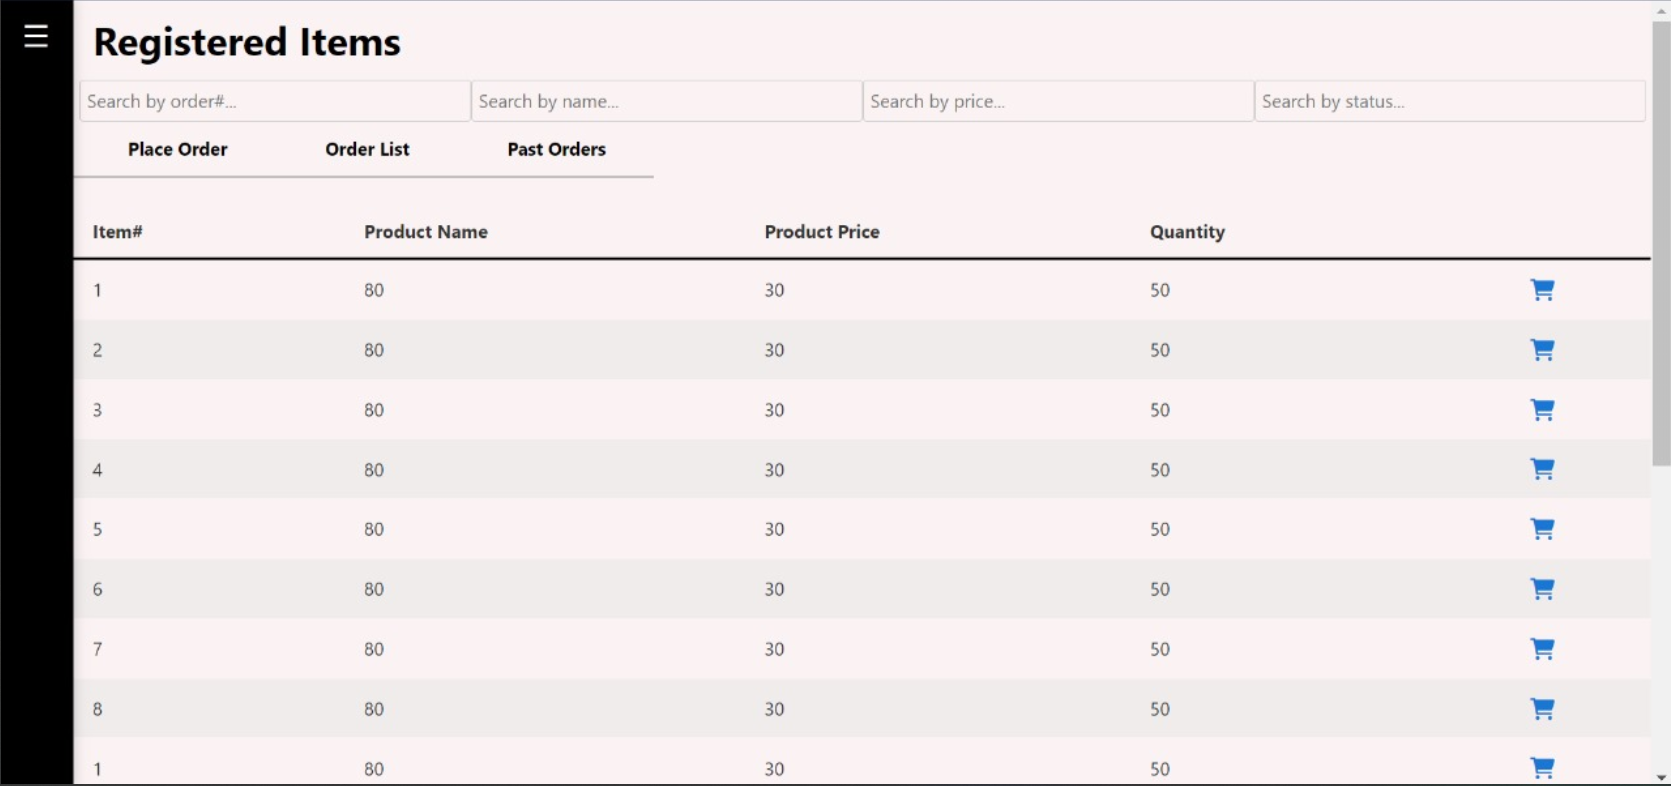 Registered Items
Search by order#... Search by name... Search by price... Search by status...
Place Order Order List Past Orders
Item# Product Name Product Price Quantity
1 80 30 50
2 80 30 50
3 80 30 50
4 80 30 50
5 80 30 50
6 80 30 50
7 80 30 50
8 80 30 50
1 80 30 50